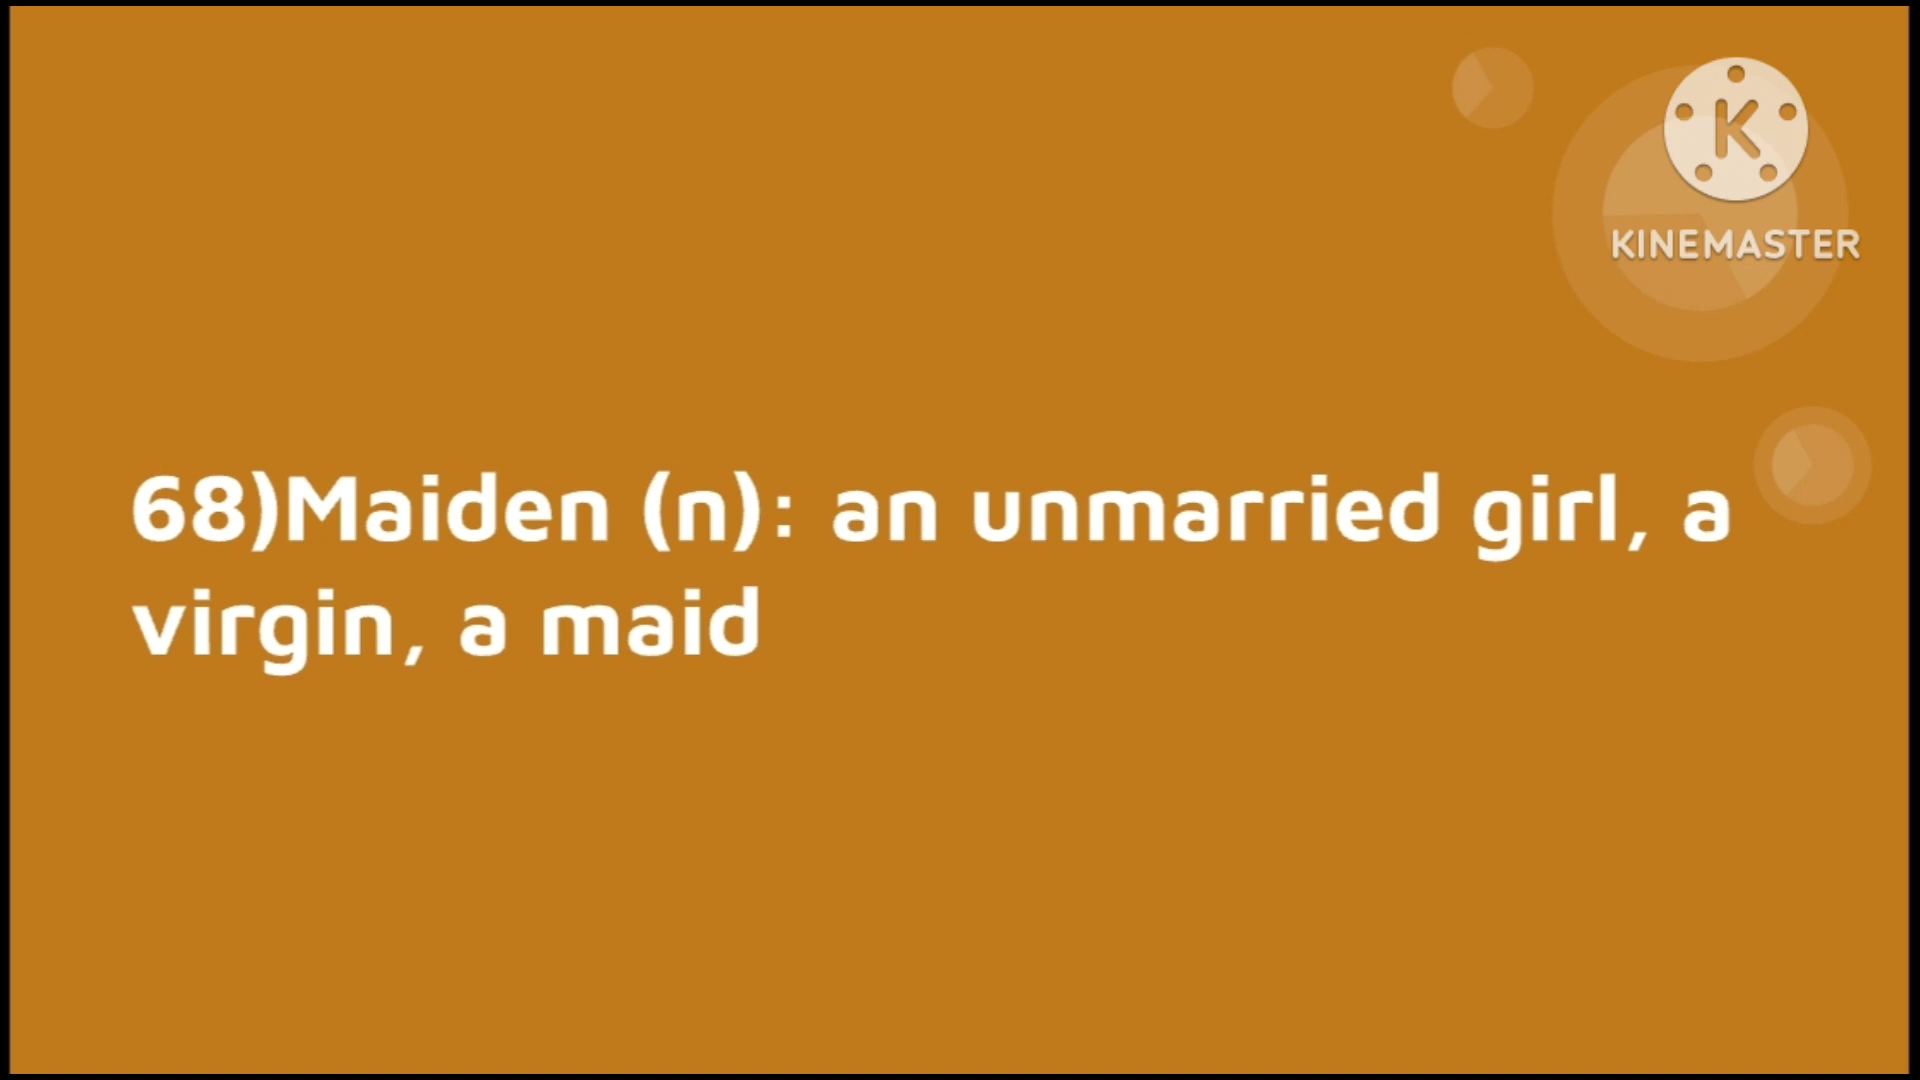 K
KINEMASTER
68)Maiden (n): an unmarried girl, a
virgin, a maid